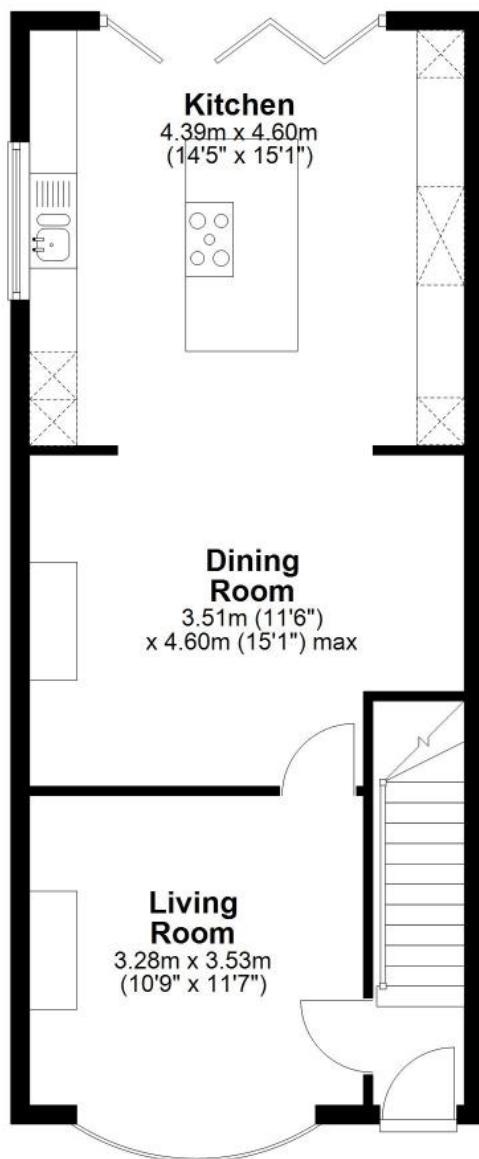 Kitchen
4.39m x 4.60m
(14'5" x 15'1")
Dining
Room
3.51m (11'6")
x 4.60m (15'1") max
Living
Room
3.28m x 3.53m
(10'9" x 11'7")